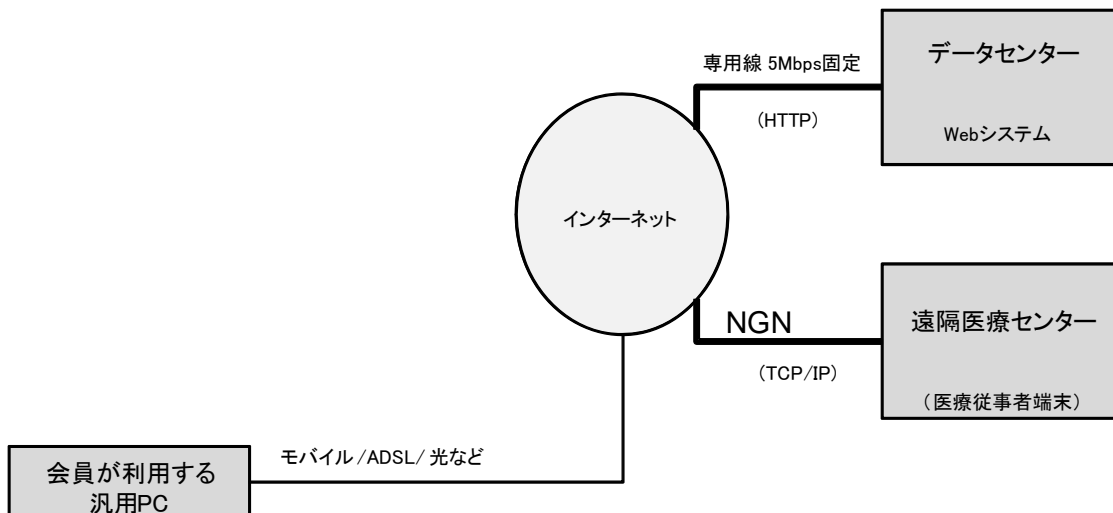 データセンター
専用線 5Mbps固定
(HTTP)
Webシステム
インターネット
NGN
遠隔医療センター
(TCP/IP)
（医療従事者端末）
モバイル /ADSL/ 光など
会員が利用する
汎用PC